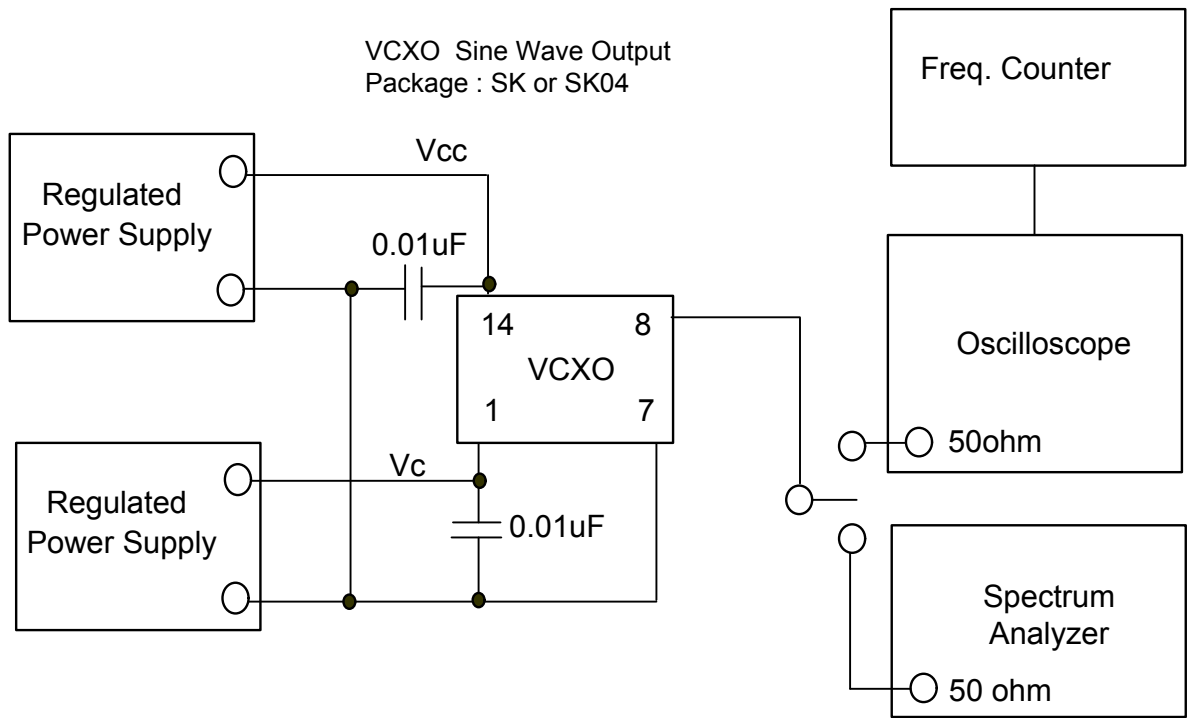 VCXO Sine Wave Output
Package : SK or SK04
Freq. Counter
Regulated
Power Supply
Vcc
0.01uF
14
8
VCXO
1
7
Oscilloscope
50ohm
Regulated
Power Supply
Vc
0.01uF
Spectrum
Analyzer
50 ohm